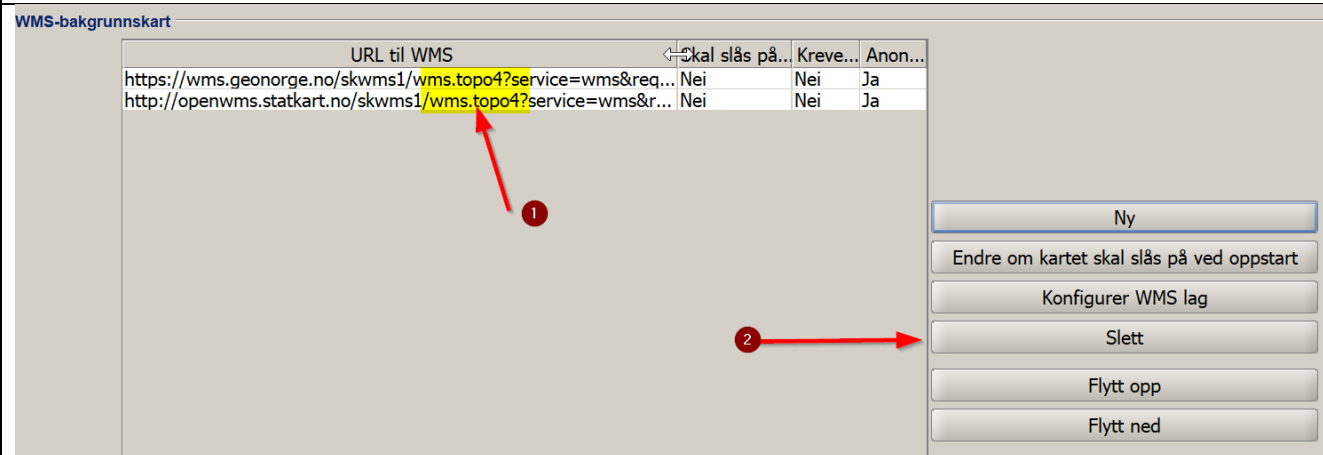 WMS-bakgrunnskart
URL til WMS Skal slås på... Kreve... Anon...
https://wms.geonorge.no/skwms1/wms.topo4?service=wms&req... Nei Nei Ja
http://openwms.statkart.no/skwms1/wms.topo4?service=wms&r... Nei Nei Ja
1
Ny
Endre om kartet skal slås på ved oppstart
Konfigurer WMS lag
2
Slett
Flytt opp
Flytt ned